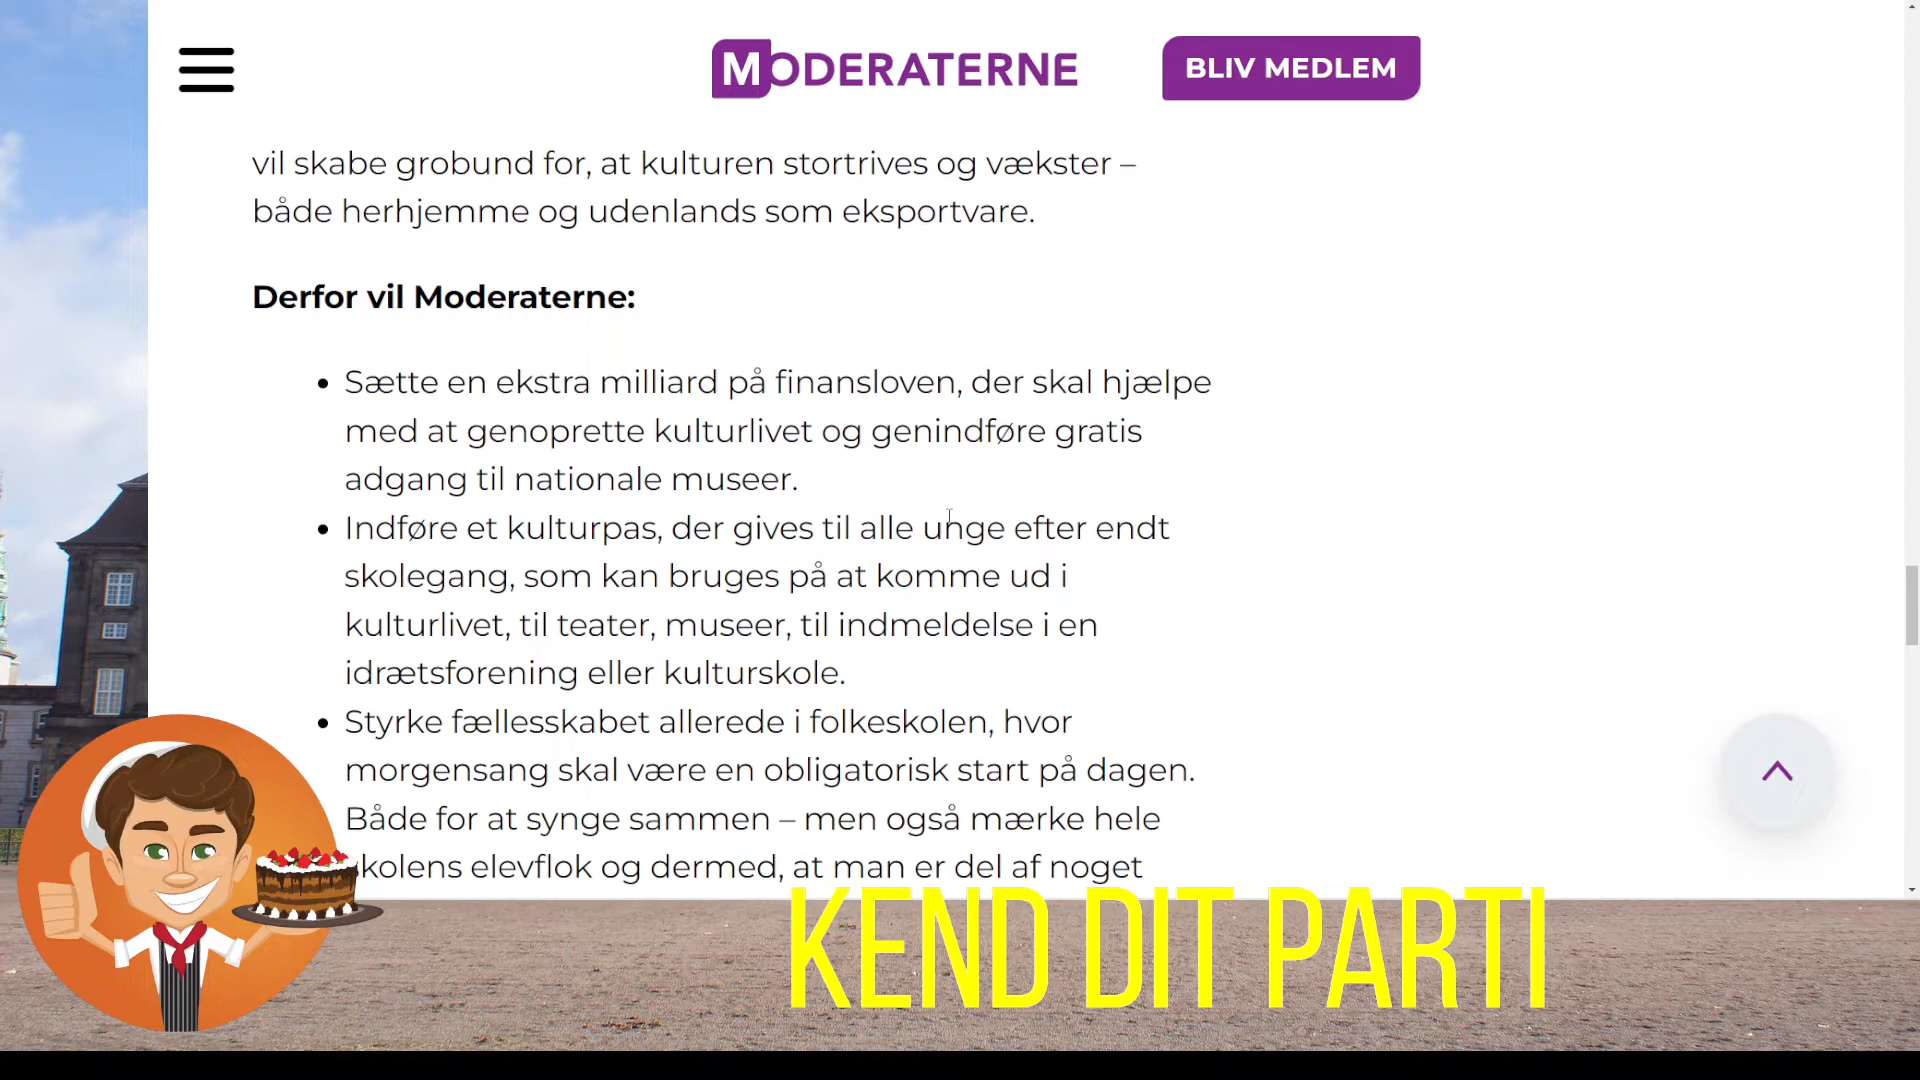 MODERATERNE
BLIV MEDLEM
vil skabe grobund for, at kulturen stortrives og vækster –
både herhjemme og udenlands som eksportvare.
Derfor vil Moderaterne:
• Sætte en ekstra milliard på finansloven, der skal hjælpe
med at genoprette kulturlivet og genindføre gratis
adgang til nationale museer.
• Indføre et kulturpas, der gives til alle unge efter endt
skolegang, som kan bruges på at komme ud i
kulturlivet, til teater, museer, til indmeldelse i en
idrætsforening eller kulturskole.
• Styrke fællesskabet allerede i folkeskolen, hvor
morgensang skal være en obligatorisk start på dagen.
Både for at synge sammen – men også mærke hele
kolens elevflok og dermed, at man er del af noget
KEND DIT PARTI